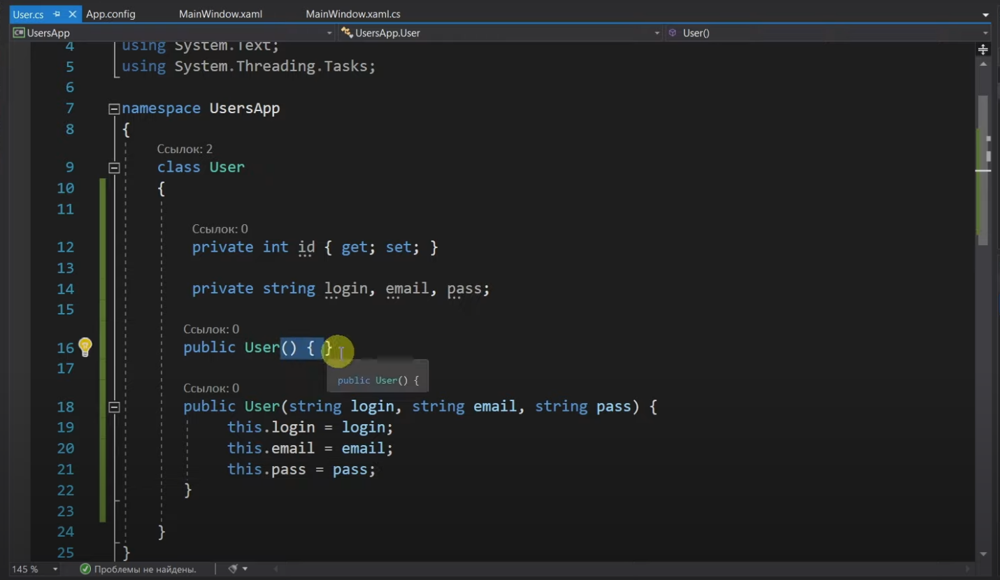 User.cs App.config MainWindow.xaml MainWindow.xaml.cs
C# UsersApp UsersApp.User User()
4 using System.Text;
5 using System.Threading.Tasks;
6
7 namespace UsersApp
8 {
Ссылок: 2
9 class User
10 {
11
Ссылок: 0
12 private int id { get; set; }
13
14 private string login, email, pass;
15
Ссылок: 0
16 public User() { }
17
public User() {
Ссылок: 0
18 public User(string login, string email, string pass) {
19 this.login = login;
20 this.email = email;
21 this.pass = pass;
22 }
23
24 }
25 }
145 % Проблемы не найдены.